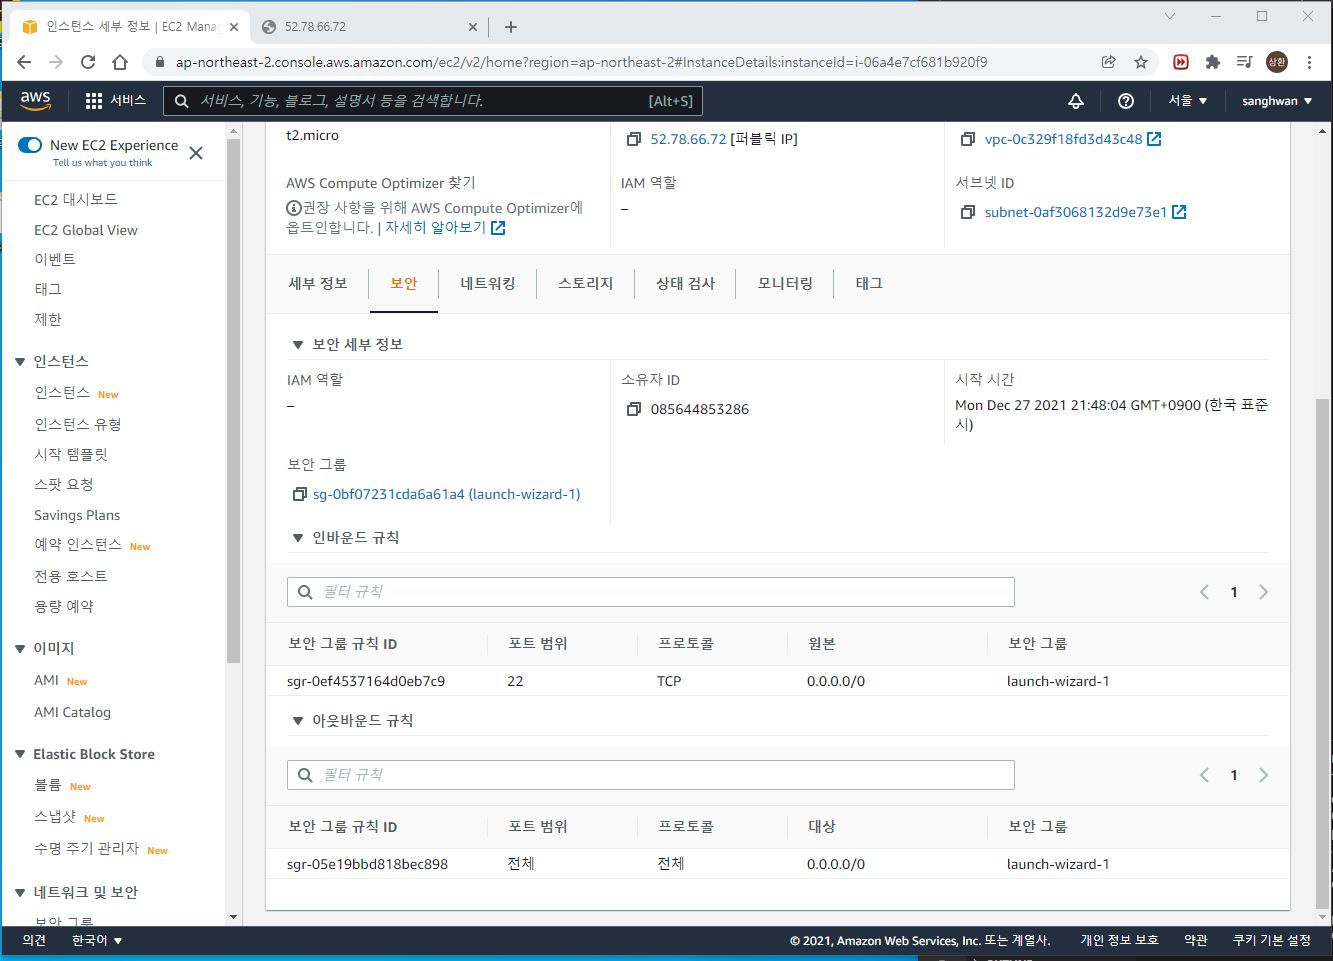 인스턴스 세부 정보 | EC2 Mana
52.78.66.72
ap-northeast-2.console.aws.amazon.com/ec2/v2/home?region=ap-northeast-2#InstanceDetails:instanceId=i-06a4e7cf681b920f9
상환
aws
서비스
서비스, 기능, 블로그, 설명서 등을 검색합니다.
[Alt+S]
서울 ▼
sanghwan ▼
New EC2 Experience
Tell us what you think
EC2 대시보드
EC2 Global View
이벤트
태그
제한
인스턴스
인스턴스 New
인스턴스 유형
시작 템플릿
스팟 요청
Savings Plans
예약 인스턴스 New
전용 호스트
용량 예약
이미지
AMI New
AMI Catalog
Elastic Block Store
볼륨 New
스냅샷 New
수명 주기 관리자 New
네트워크 및 보안
보안 그룹
t2.micro
52.78.66.72 [퍼블릭 IP]
vpc-0c329f18fd3d43c48
AWS Compute Optimizer 찾기
권장 사항을 위해 AWS Compute Optimizer에
옵트인합니다. | 자세히 알아보기
IAM 역할
–
서브넷 ID
subnet-0af3068132d9e73e1
세부 정보
보안
네트워킹
스토리지
상태 검사
모니터링
태그
▼ 보안 세부 정보
IAM 역할
–
소유자 ID
085644853286
시작 시간
Mon Dec 27 2021 21:48:04 GMT+0900 (한국 표준
시)
보안 그룹
sg-0bf07231cda6a61a4 (launch-wizard-1)
▼ 인바운드 규칙
필터 규칙
1
보안 그룹 규칙 ID 포트 범위 프로토콜 원본 보안 그룹
sgr-0ef4537164d0eb7c9 22 TCP 0.0.0.0/0 launch-wizard-1
▼ 아웃바운드 규칙
필터 규칙
1
보안 그룹 규칙 ID 포트 범위 프로토콜 대상 보안 그룹
sgr-05e19bbd818bec898 전체 전체 0.0.0.0/0 launch-wizard-1
의견
한국어 ▼
© 2021, Amazon Web Services, Inc. 또는 계열사.
개인 정보 보호
약관
쿠키 기본 설정